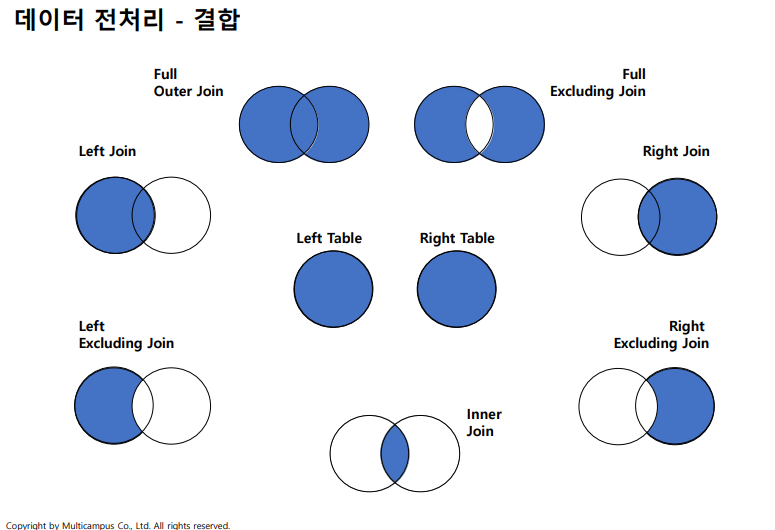 데이터 전처리 - 결합
Full
Outer Join
Full
Excluding Join
Left Join
Right Join
Left Table
Right Table
Left
Excluding Join
Right
Excluding Join
Inner
Join
Copyright by Multicampus Co., Ltd. All rights reserved.